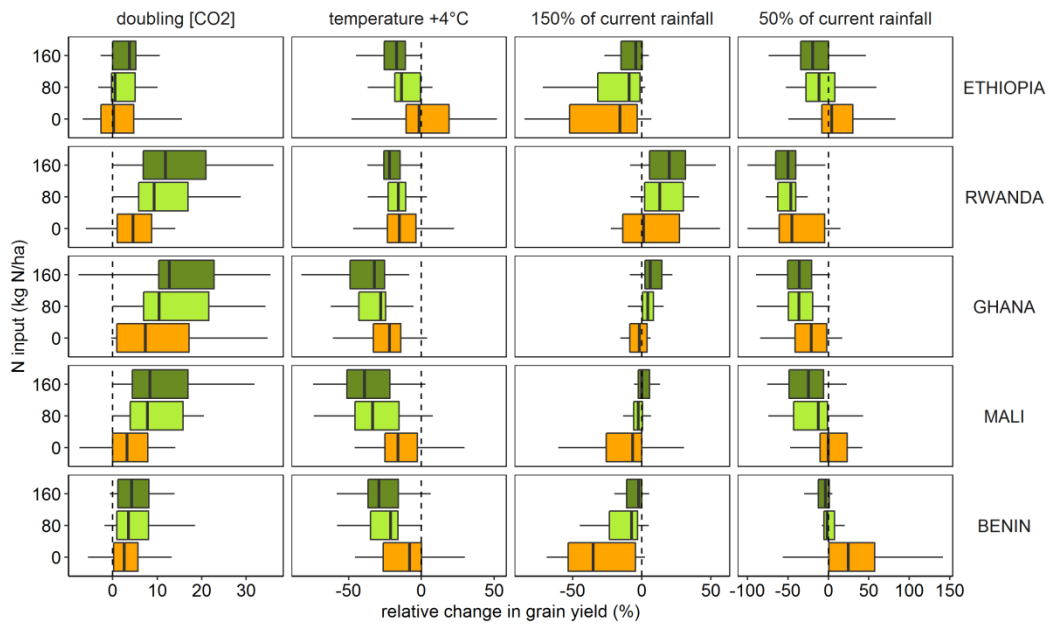 doubling [CO2] temperature +4°C 150% of current rainfall 50% of current rainfall
160
80
0
ETHIOPIA
160
80
0
RWANDA
N input (kg N/ha)
160
80
0
GHANA
160
80
0
MALI
160
80
0
BENIN
0 10 20 30 -50 0 50 -50 0 50 -100 -50 0 50 100 150
relative change in grain yield (%)